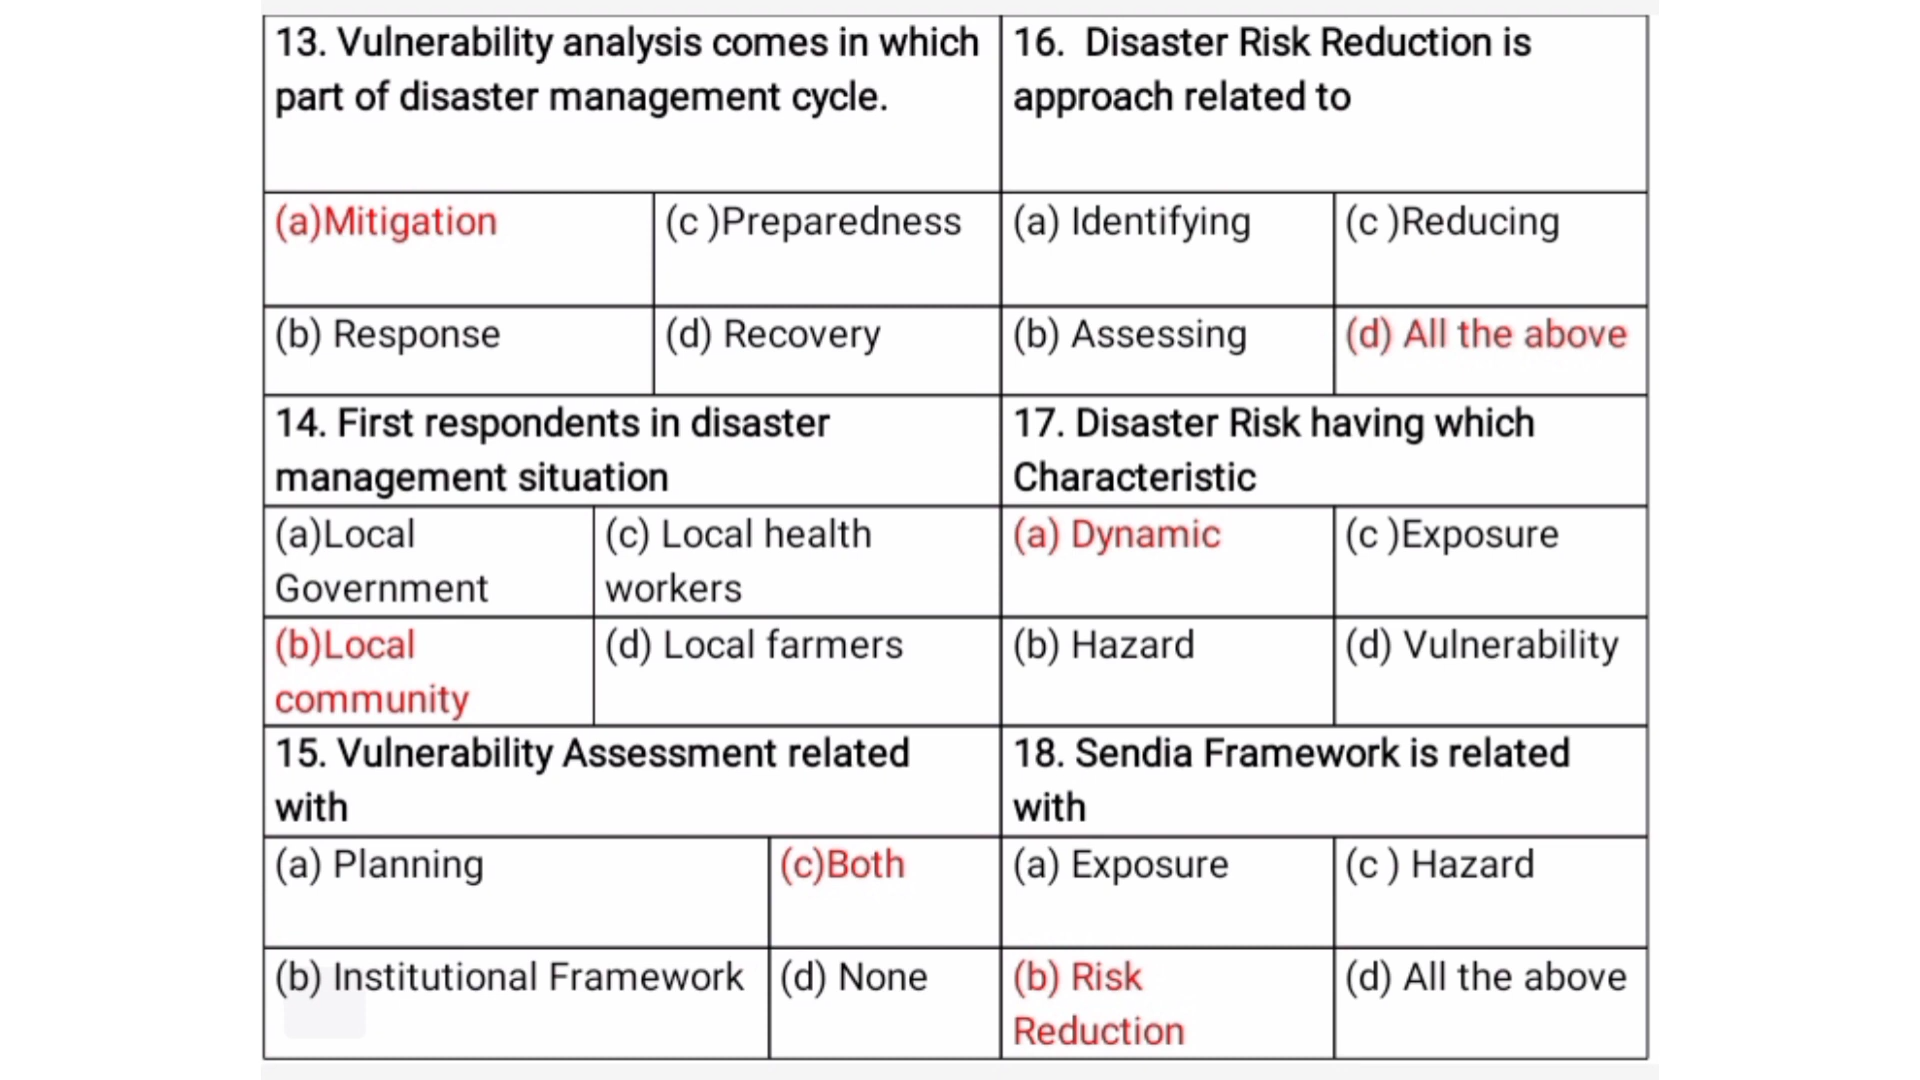 13. Vulnerability analysis comes in which
part of disaster management cycle.
(a)Mitigation
(c )Preparedness
(b) Response
(d) Recovery
14. First respondents in disaster
management situation
(a)Local
Government
(c) Local health
workers
(b)Local
community
(d) Local farmers
15. Vulnerability Assessment related
with
(a) Planning
(c)Both
(b) Institutional Framework
(d) None
16. Disaster Risk Reduction is
approach related to
(a) Identifying
(c )Reducing
(b) Assessing
(d) All the above
17. Disaster Risk having which
Characteristic
(a) Dynamic
(c )Exposure
(b) Hazard
(d) Vulnerability
18. Sendia Framework is related
with
(a) Exposure
(c ) Hazard
(b) Risk
Reduction
(d) All the above